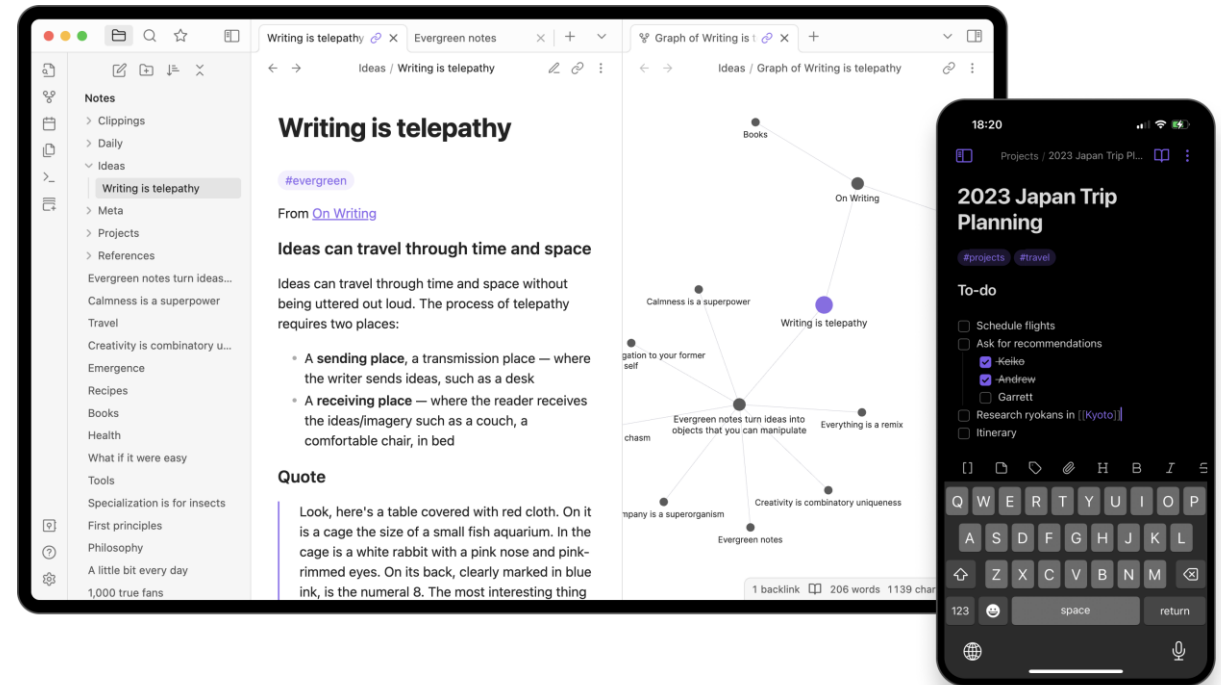 Writing is telepathy
Evergreen notes
Graph of Writing is t
Ideas / Writing is telepathy
Ideas / Graph of Writing is telepathy
Notes
Clippings
Daily
Ideas
Writing is telepathy
Meta
Projects
References
Evergreen notes turn ideas...
Calmness is a superpower
Travel
Creativity is combinatory u...
Emergence
Recipes
Books
Health
What if it were easy
Tools
Specialization is for insects
First principles
Philosophy
A little bit every day
1,000 true fans
Writing is telepathy
#evergreen
From On Writing
Ideas can travel through time and space
Ideas can travel through time and space without
being uttered out loud. The process of telepathy
requires two places:
• A sending place, a transmission place — where
the writer sends ideas, such as a desk
• A receiving place — where the reader receives
the ideas/imagery such as a couch, a
comfortable chair, in bed
Quote
Look, here's a table covered with red cloth. On it
is a cage the size of a small fish aquarium. In the
cage is a white rabbit with a pink nose and pink-
rimmed eyes. On its back, clearly marked in blue
ink, is the numeral 8. The most interesting thing
Books
On Writing
Calmness is a superpower
Writing is telepathy
gation to your former
self
Evergreen notes turn ideas into
objects that you can manipulate
Everything is a remix
chasm
Creativity is combinatory uniqueness
mpany is a superorganism
Evergreen notes
1 backlink 206 words 1139 char
18:20
Projects / 2023 Japan Trip Pl...
2023 Japan Trip
Planning
#projects #travel
To-do
Schedule flights
Ask for recommendations
Keiko
Andrew
Garrett
Research ryokans in [[Kyoto]]
Itinerary
[] H B I S
Q W E R T Y U I O P
A S D F G H J K L
Z X C V B N M
123 space return